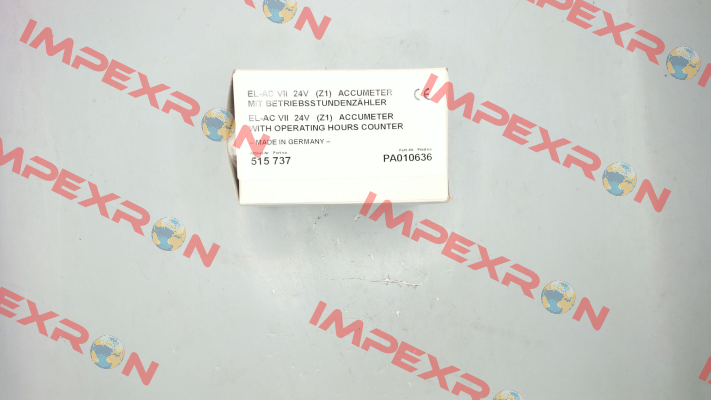 EL-AC VII 24V (Z1) ACCUMETER
MIT BETRIEBSSTUNDENZÄHLER
CE
EL-AC VII 24V (Z1) ACCUMETER
WITH OPERATING HOURS COUNTER
MADE IN GERMANY –
515 737
PA010636
IMPEXRON
IMPEXRON
IMPEXRON
IMPEXRON
IMPEXRON
IMPEXRON
IMPEXRON